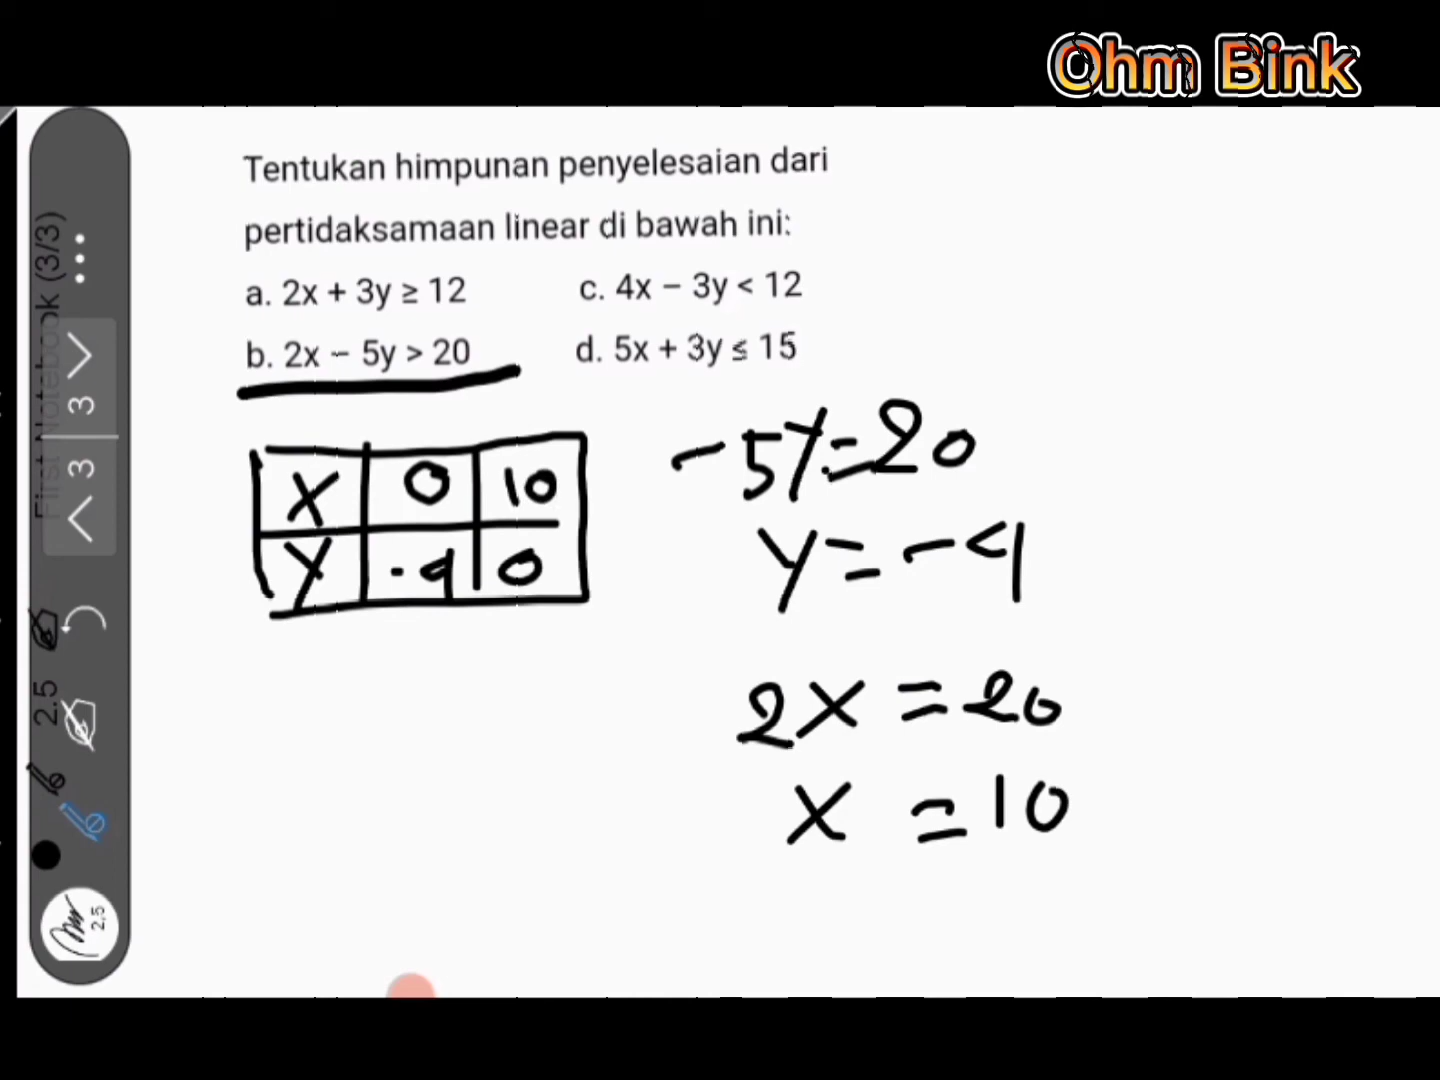 Ohm Bink
Tentukan himpunan penyelesaian dari
pertidaksamaan linear di bawah ini:
a. 2x + 3y ≥ 12
c. 4x − 3y < 12
b. 2x − 5y > 20
d. 5x + 3y ≤ 15
X 0 10
Y -4 0
-5Y=20
Y=-4
2X=20
X=10
First Notebook (3/3)
3
3
2.5
2.5